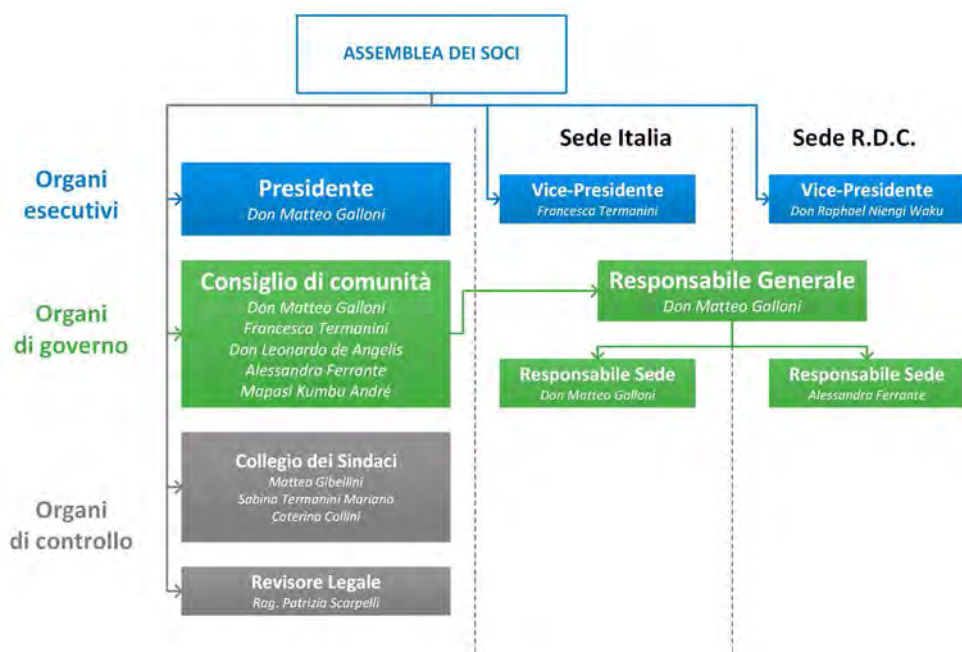 ASSEMBLEA DEI SOCI
Sede Italia
Sede R.D.C.
Organi
esecutivi
Presidente
Don Matteo Galloni
Vice-Presidente
Francesca Termanini
Vice-Presidente
Don Raphael Niengi Waku
Organi
di governo
Consiglio di comunità
Don Matteo Galloni
Francesca Termanini
Don Leonardo de Angelis
Alessandra Ferrante
Mapasi Kumbu André
Responsabile Generale
Don Matteo Galloni
Responsabile Sede
Don Matteo Galloni
Responsabile Sede
Alessandra Ferrante
Organi
di controllo
Collegio dei Sindaci
Matteo Gibellini
Sabina Termanini Mariano
Caterina Collini
Revisore Legale
Rag. Patrizia Scarpelli